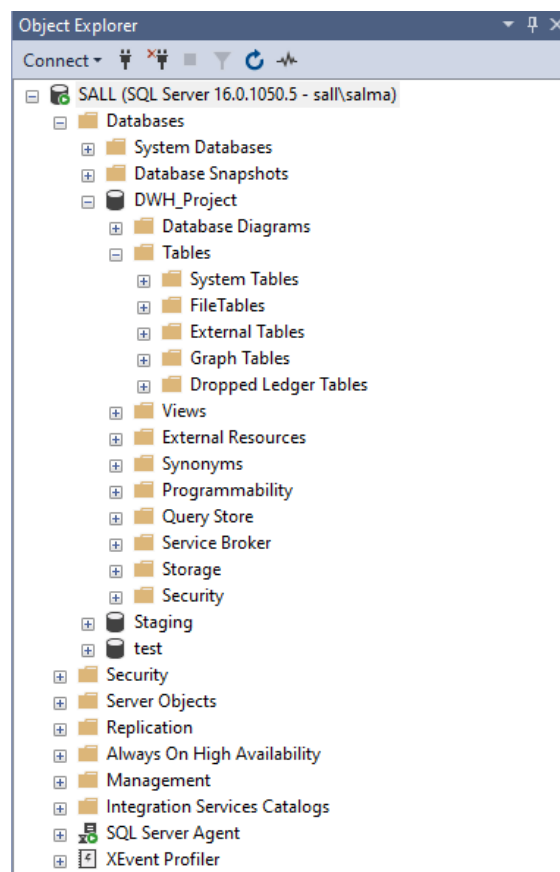 Object Explorer
Connect
SALL (SQL Server 16.0.1050.5 - sall\salma)
Databases
System Databases
Database Snapshots
DWH_Project
Database Diagrams
Tables
System Tables
FileTables
External Tables
Graph Tables
Dropped Ledger Tables
Views
External Resources
Synonyms
Programmability
Query Store
Service Broker
Storage
Security
Staging
test
Security
Server Objects
Replication
Always On High Availability
Management
Integration Services Catalogs
SQL Server Agent
XEvent Profiler